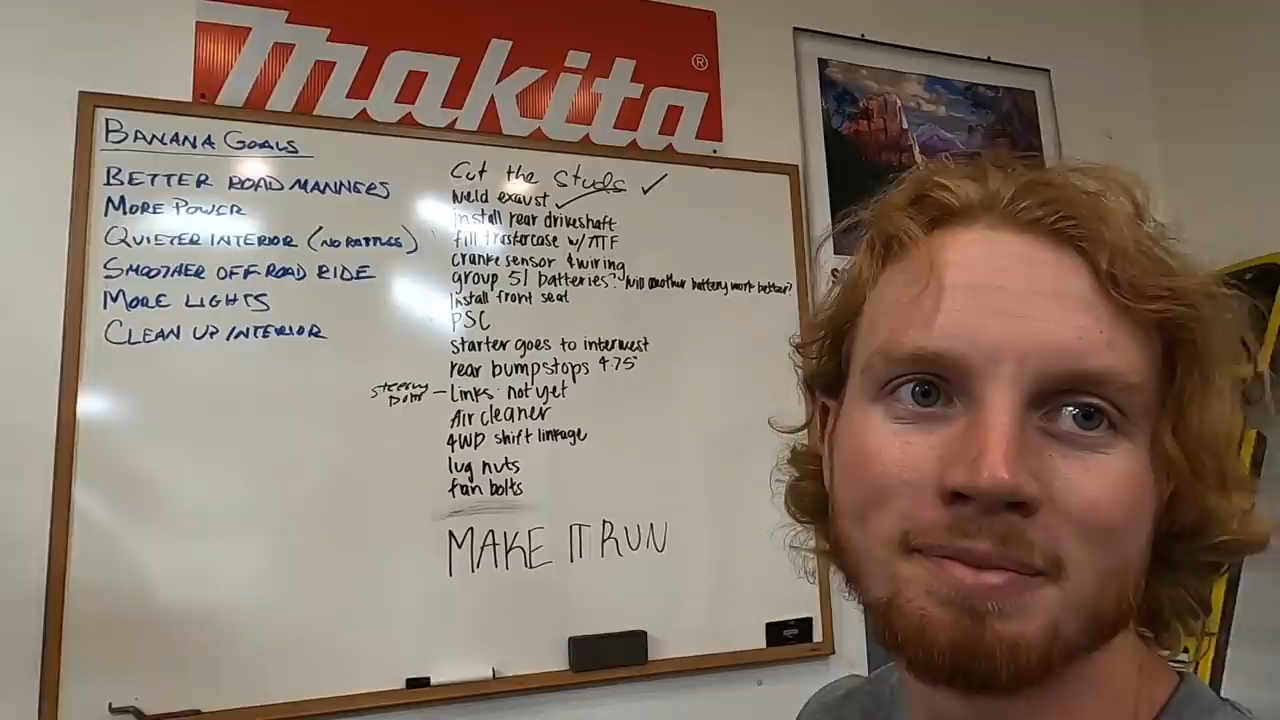 makita
®
BANANA GOALS
BETTER ROAD MANNERS
MORE POWER
QUIETER INTERIOR (NO RATTLES)
SMOOTHER OFF-ROAD RIDE
MORE LIGHTS
CLEAN UP INTERIOR
Cut the studs ✓
Weld exaust ✓
install rear driveshaft
fill trasfercase w/ ATF
cranke sensor & wiring
group 51 batteries? Will another battery work better?
Install front seat
PSC
starter goes to interwest
rear bumpstops 4.75"
steering
— Links: not yet
Air cleaner
4WD shift linkage
lug nuts
fan bolts
MAKE IT RUN